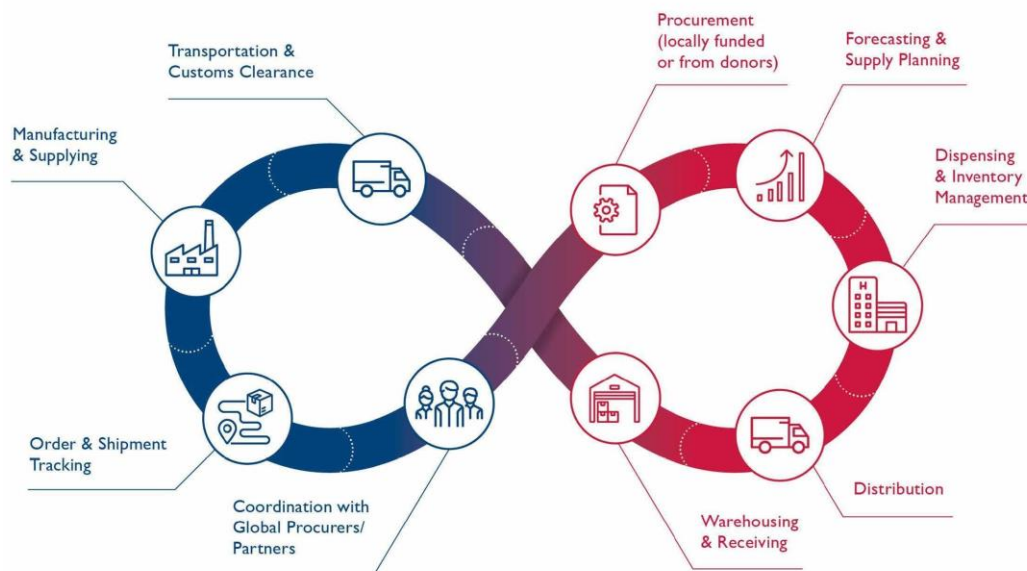 Transportation &
Customs Clearance
Procurement
(locally funded
or from donors)
Forecasting &
Supply Planning
Manufacturing
& Supplying
Dispensing
& Inventory
Management
H
Order & Shipment
Tracking
Coordination with
Global Procurers/
Partners
Warehousing
& Receiving
Distribution